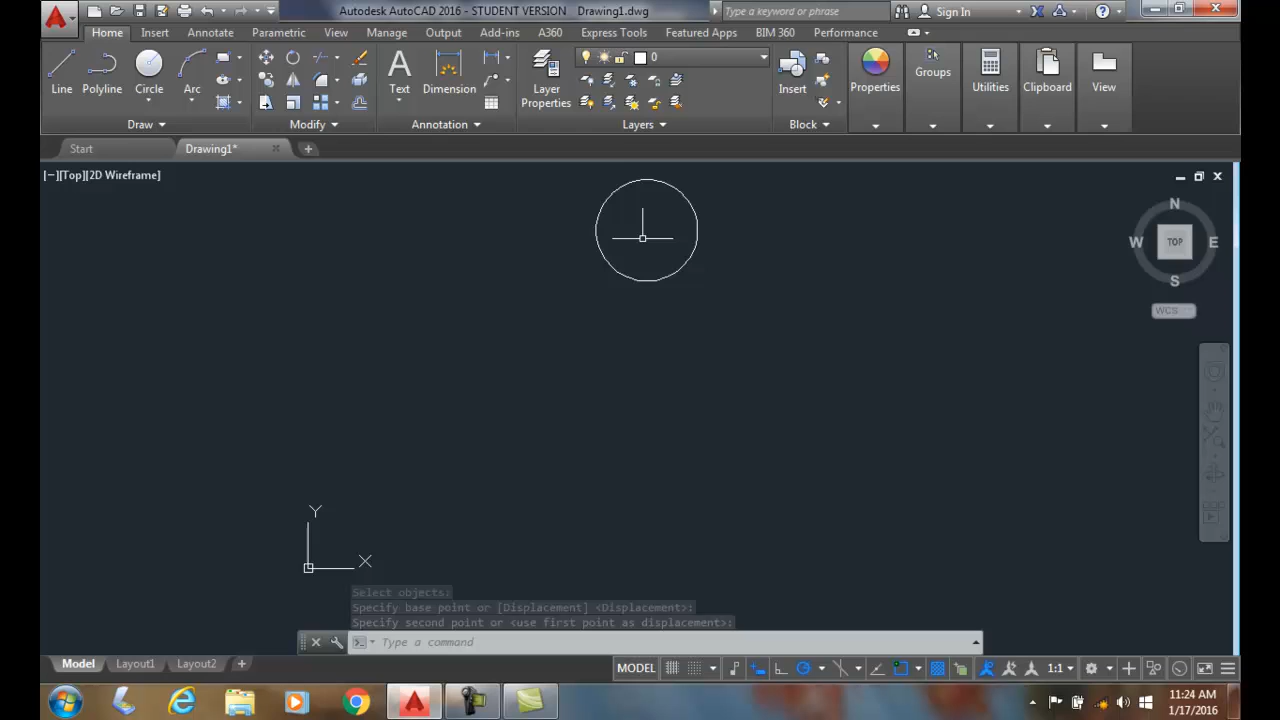 Autodesk AutoCAD 2016 - STUDENT VERSION Drawing1.dwg
Type a keyword or phrase
Sign In
Home Insert Annotate Parametric View Manage Output Add-ins A360 Express Tools Featured Apps BIM 360 Performance
Line Polyline Circle Arc
Text Dimension
Layer Properties
0
Insert
Properties Groups Utilities Clipboard View
Draw Modify Annotation Layers Block
Start Drawing1*
[−][Top][2D Wireframe]
N
W TOP E
S
WCS
Y
X
Select objects:
Specify base point or [Displacement] <Displacement>:
Specify second point or <use first point as displacement>:
Type a command
Model Layout1 Layout2
MODEL 1:1
11:24 AM
1/17/2016